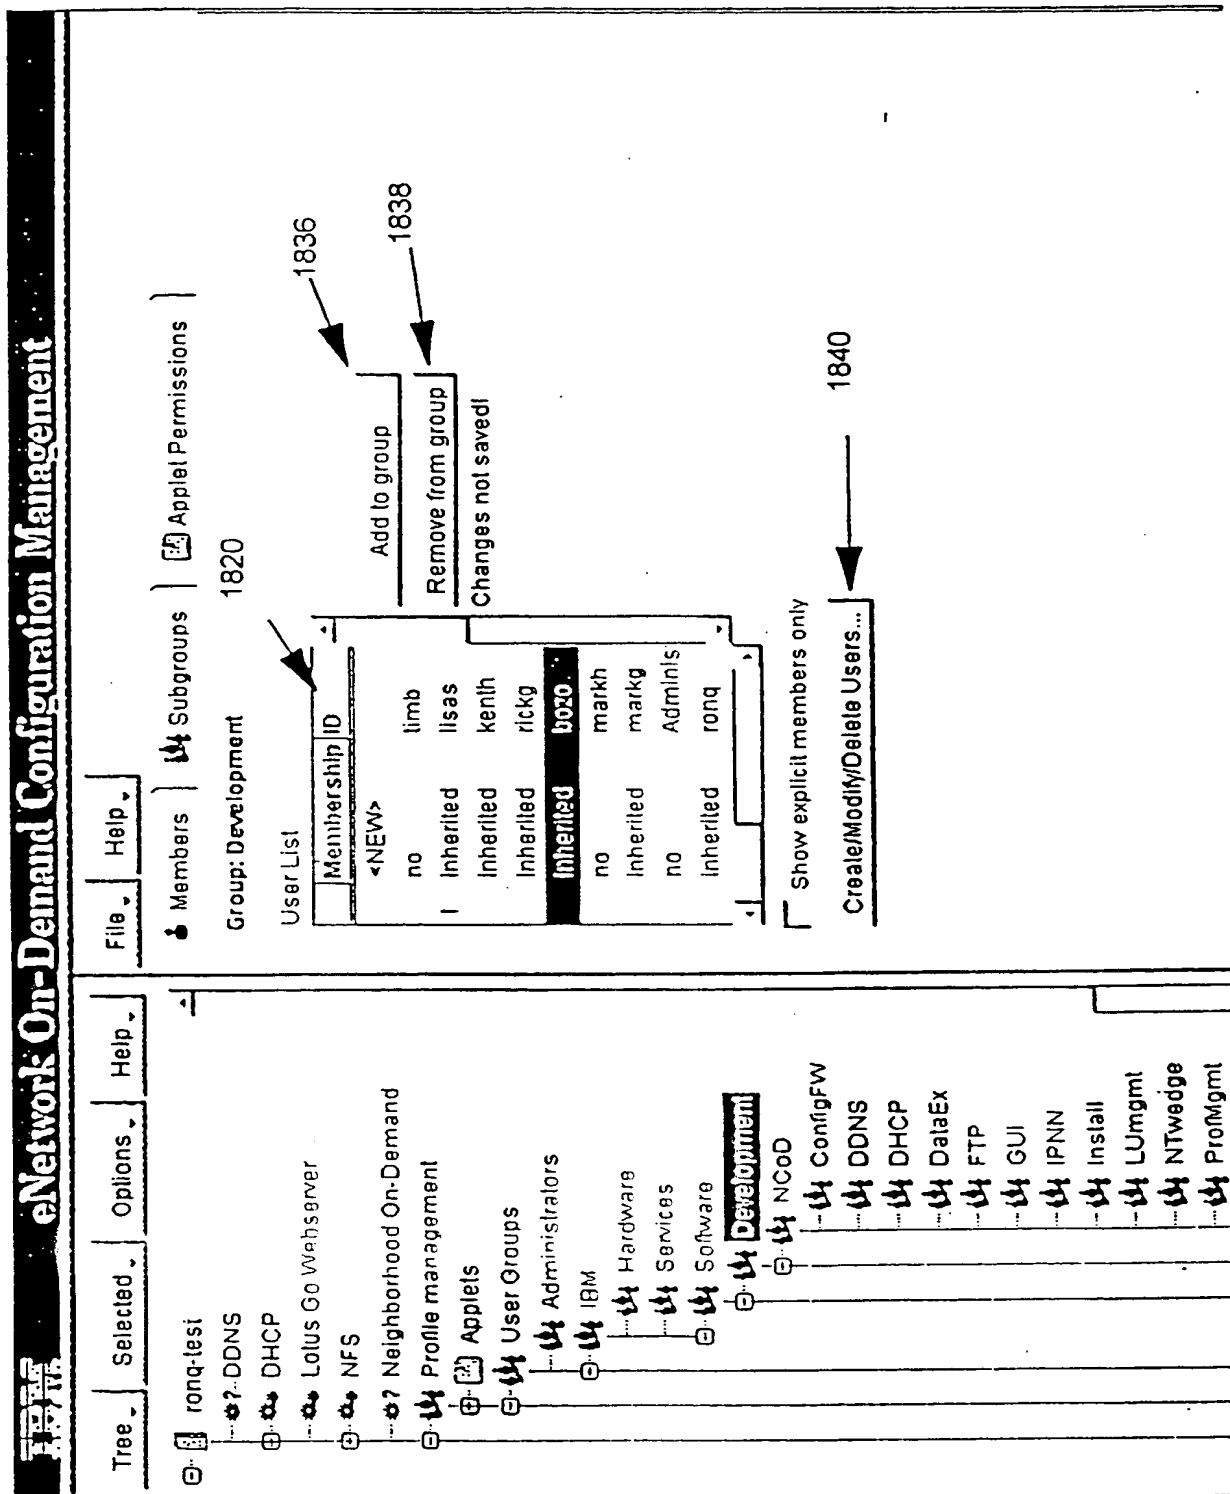 IBM eNetwork On-Demand Configuration Management
Tree Selected Options Help
ronq-test
? DDNS
DHCP
Lotus Go Webserver
NFS
? Neighborhood On-Demand
Profile management
Applets
User Groups
Administrators
IBM
Hardware
Services
Software
Development
NCoD
ConfigFW
DDNS
DHCP
DataEx
FTP
GUI
IPNN
Install
LUmgmt
NTwedge
ProfMgmt
File Help
Members Subgroups Applet Permissions
Group: Development
1820
User List
Membership ID
<NEW>
no timb
Inherited lisas
Inherited kenth
Inherited rickg
Inherited bozo
no markh
Inherited markg
no Adminis
Inherited ronq
Add to group
1836
Remove from group
1838
Changes not saved!
Show explicit members only
Create/Modify/Delete Users...
1840